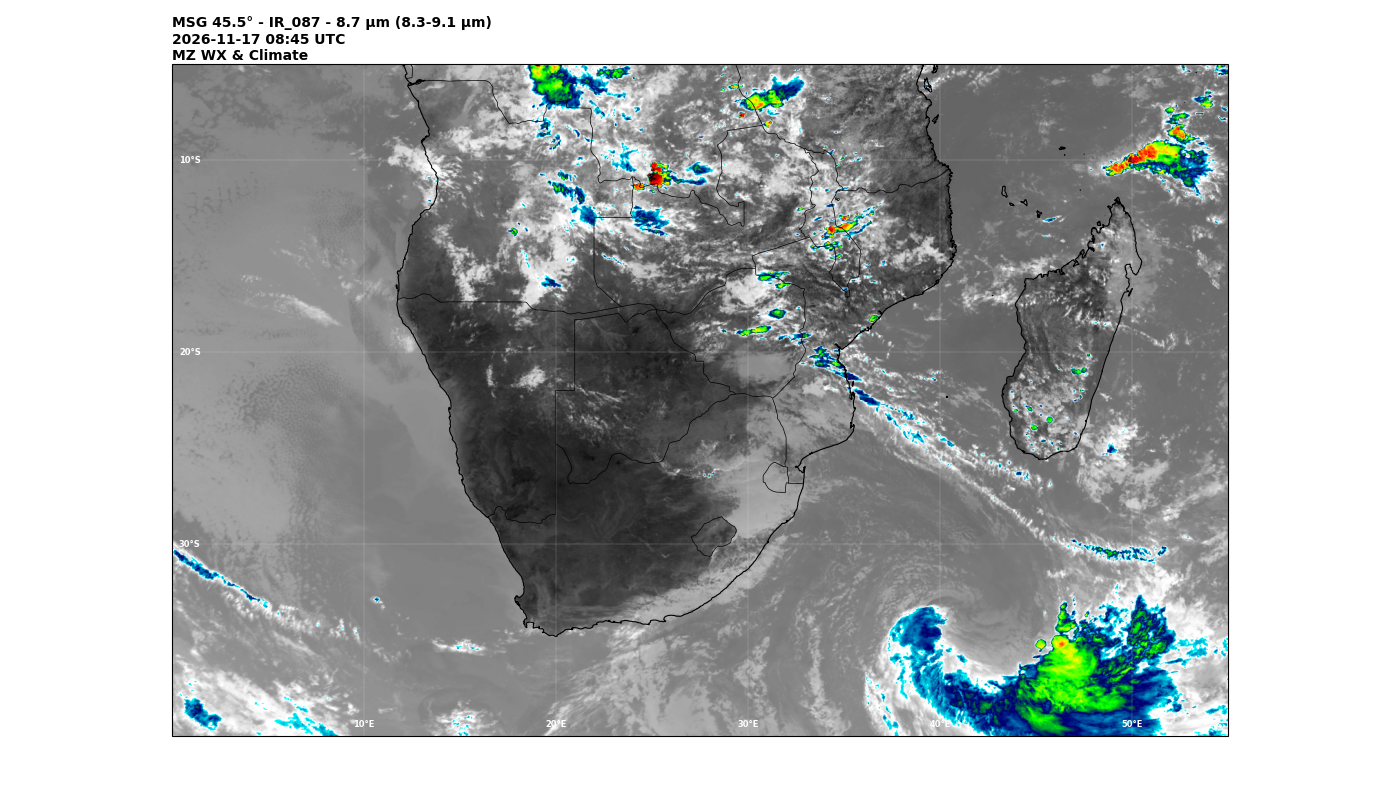 MSG 45.5° - IR_087 - 8.7 µm (8.3-9.1 µm)
2026-11-17 08:45 UTC
MZ WX & Climate
10°S
20°S
30°S
10°E
20°E
30°E
40°E
50°E